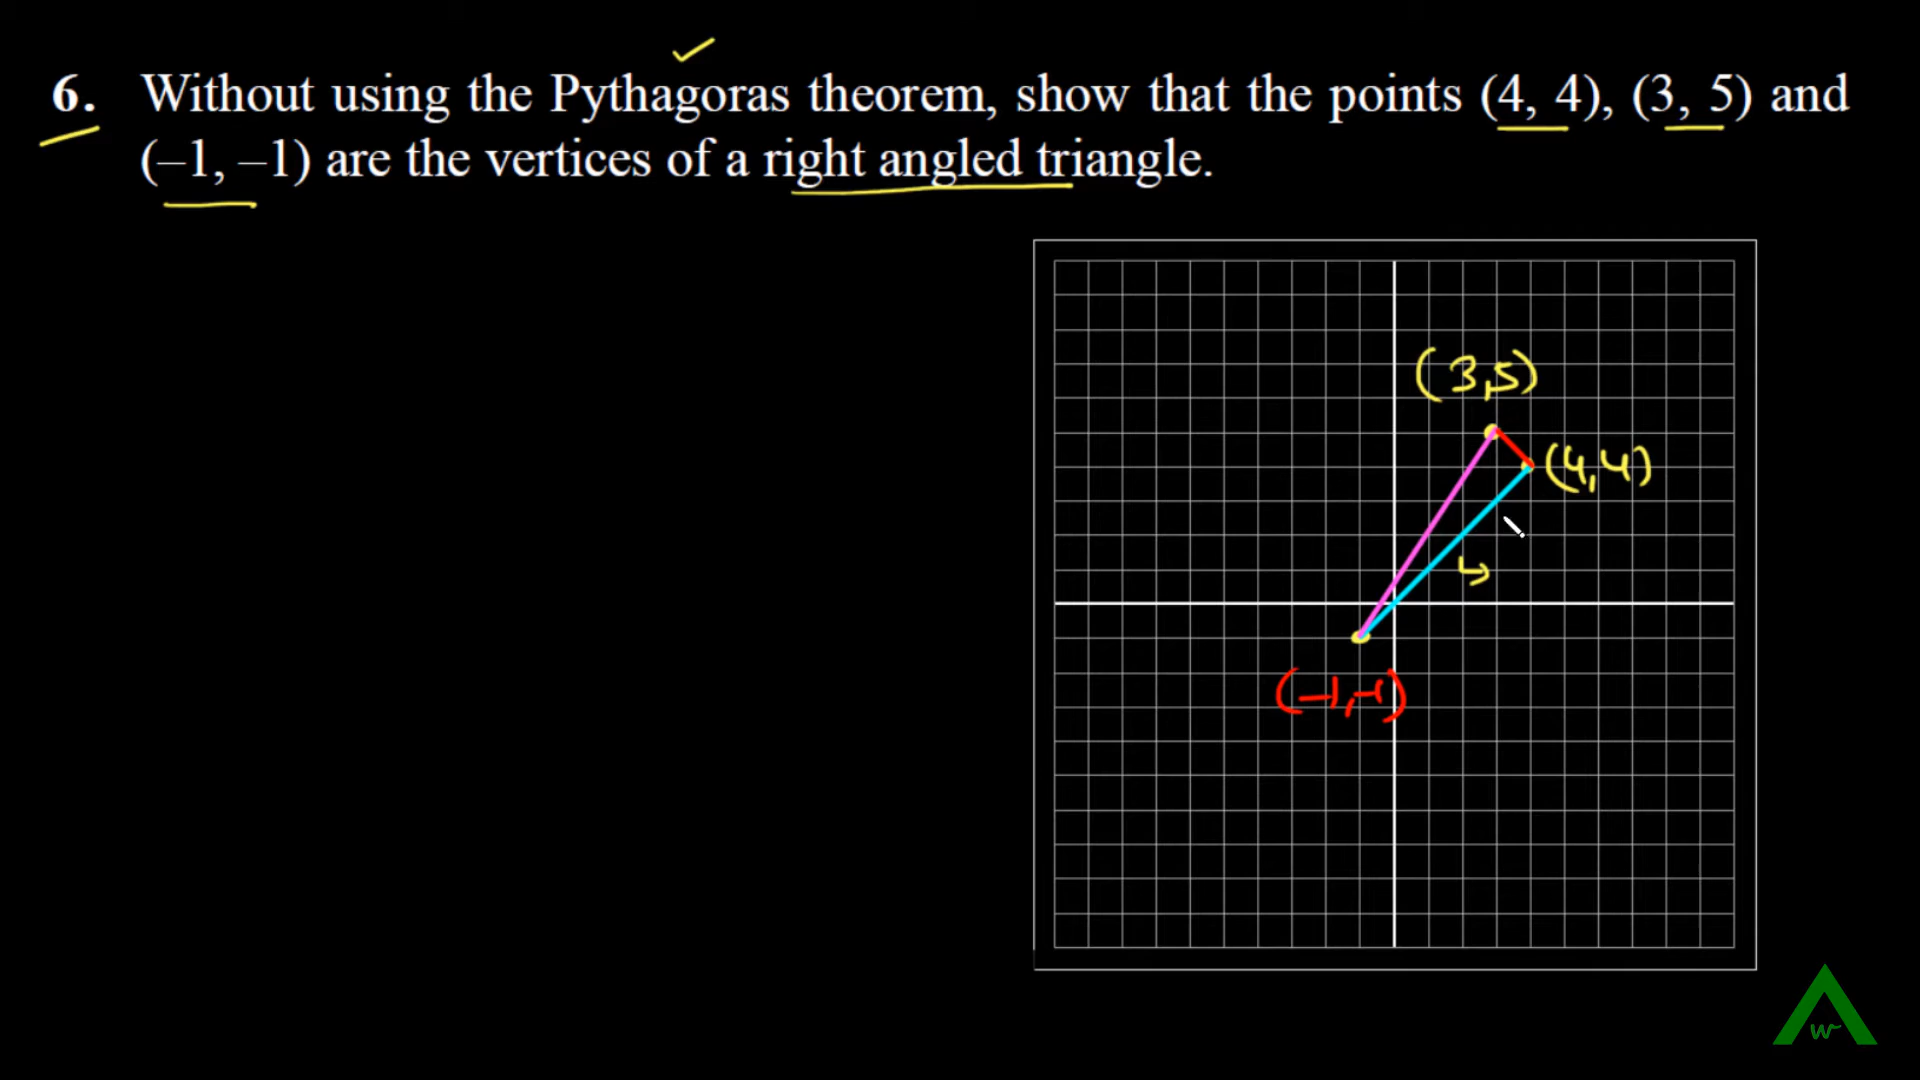 6. Without using the Pythagoras theorem, show that the points (4, 4), (3, 5) and
(–1, –1) are the vertices of a right angled triangle.
(3,5)
(4,4)
(-1,-1)
w